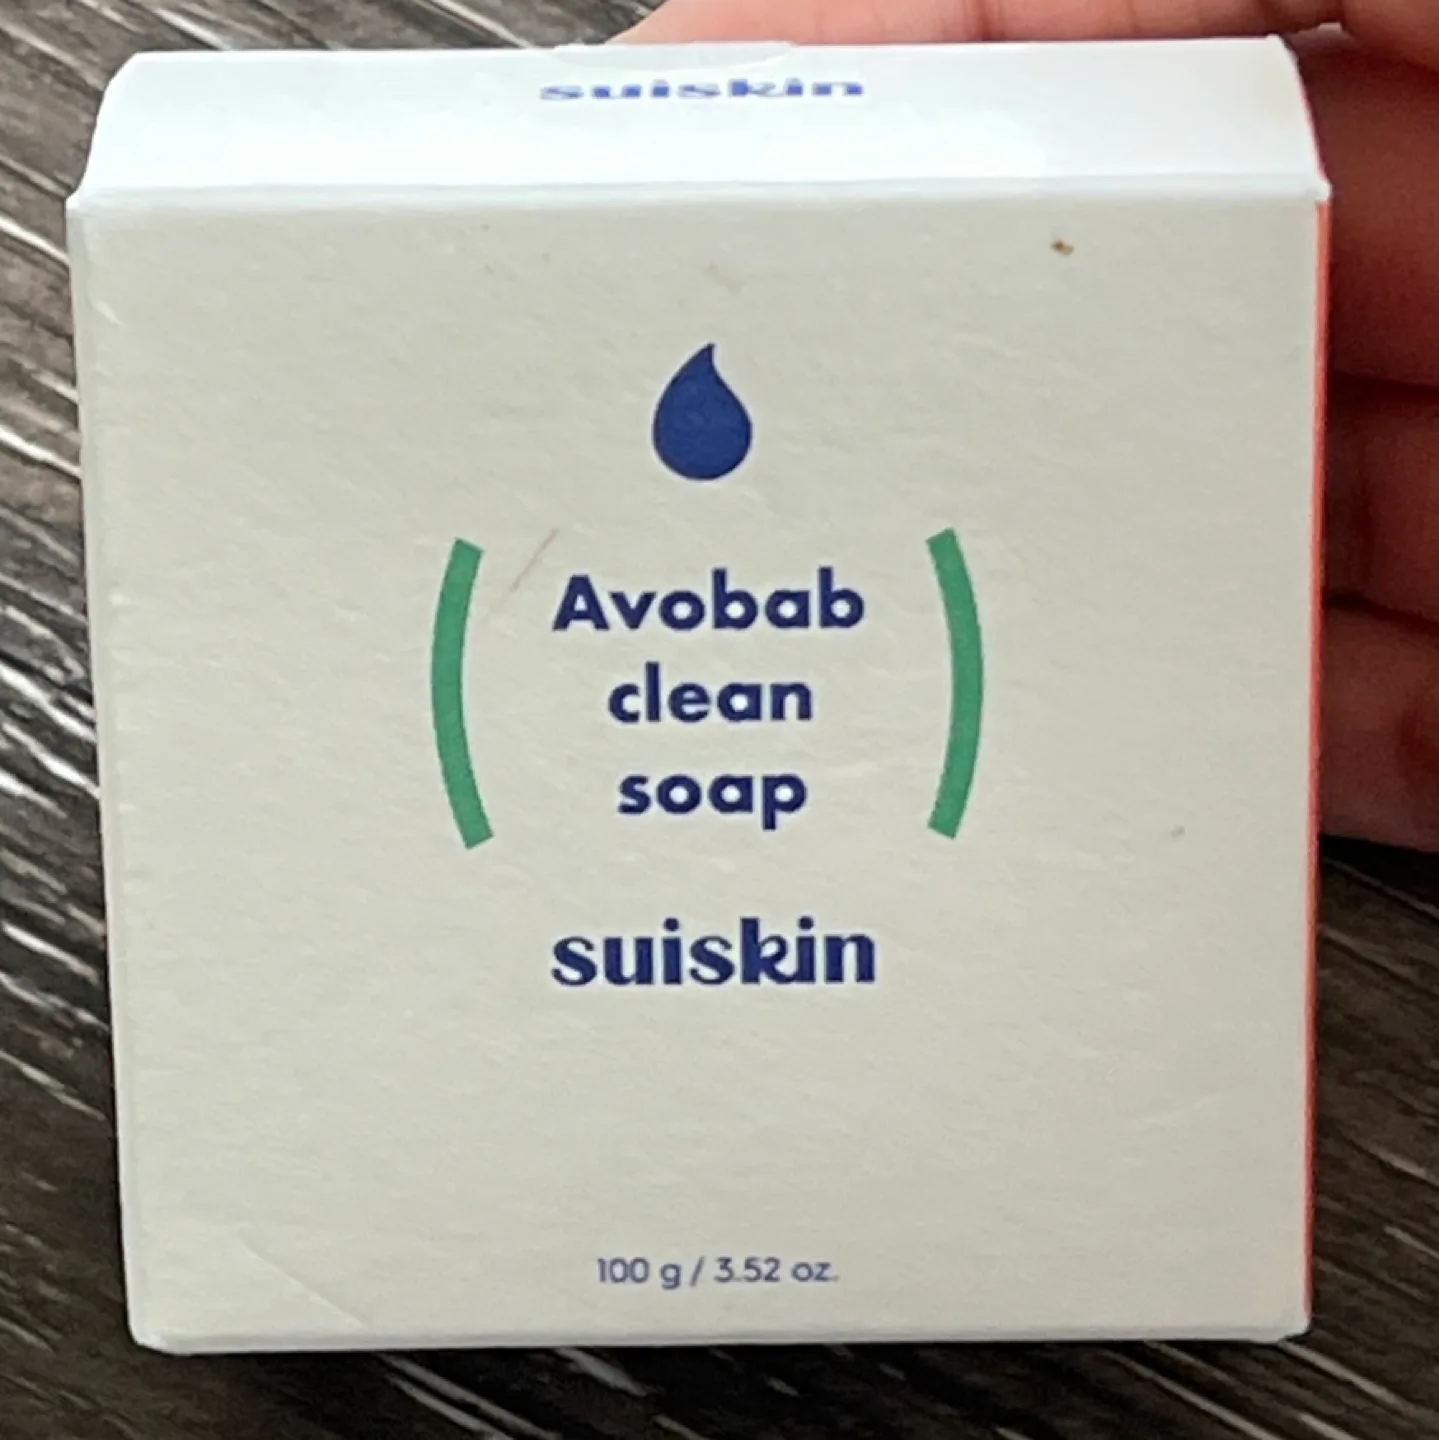 suiskin
Avobab
clean
soap
suiskin
100 g / 3.52 oz.